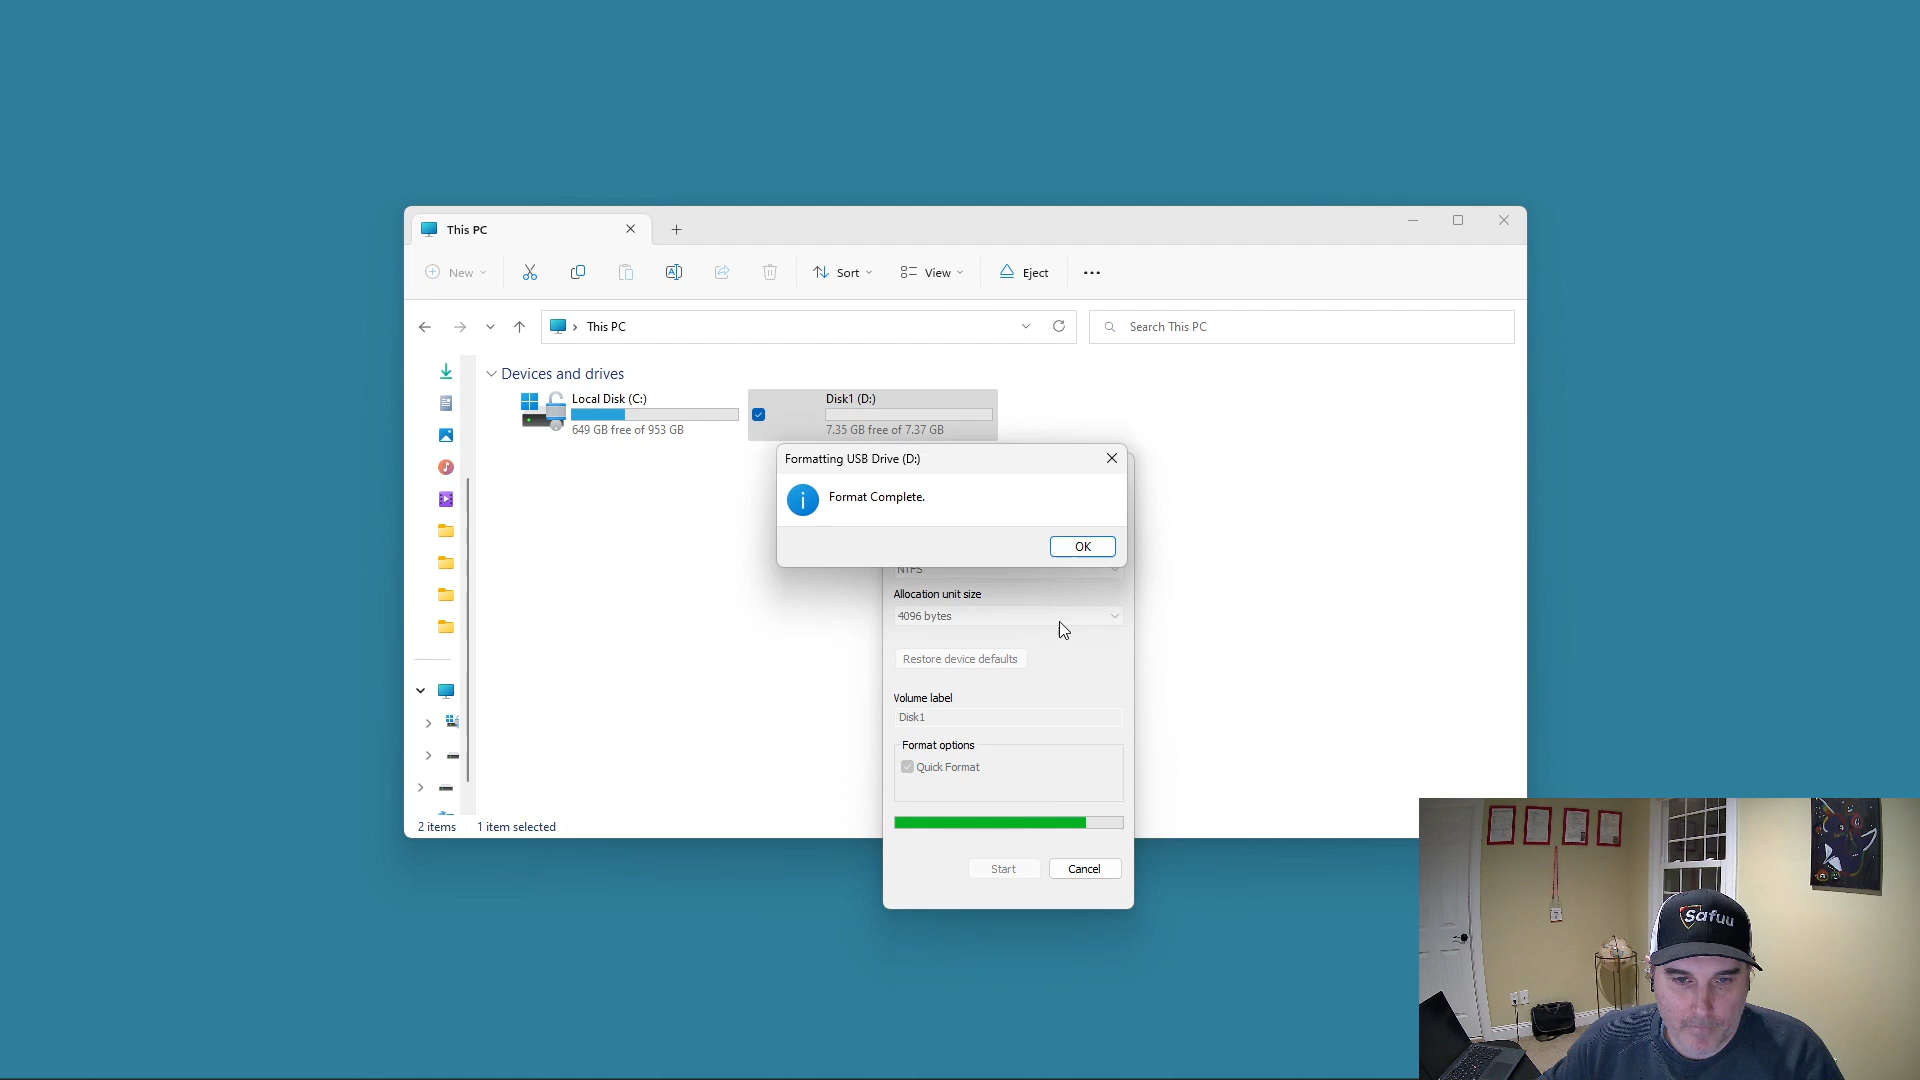 This PC
New
Sort
View
Eject
This PC
Search This PC
Devices and drives
Local Disk (C:)
649 GB free of 953 GB
Disk1 (D:)
7.35 GB free of 7.37 GB
Formatting USB Drive (D:)
Format Complete.
OK
NTFS
Allocation unit size
4096 bytes
Restore device defaults
Volume label
Disk1
Format options
Quick Format
Start
Cancel
2 items
1 item selected
Safuu